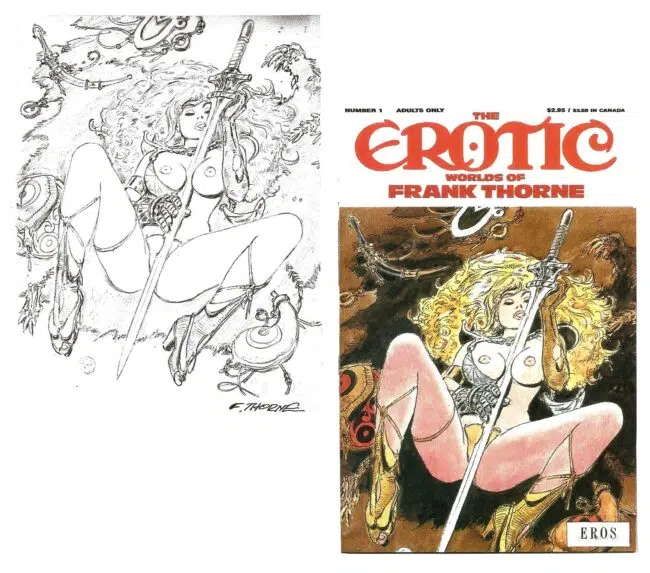 F. THORNE
NUMBER 1 ADULTS ONLY $2.95 / $3.50 IN CANADA
THE
EROTIC
WORLDS OF
FRANK THORNE
EROS